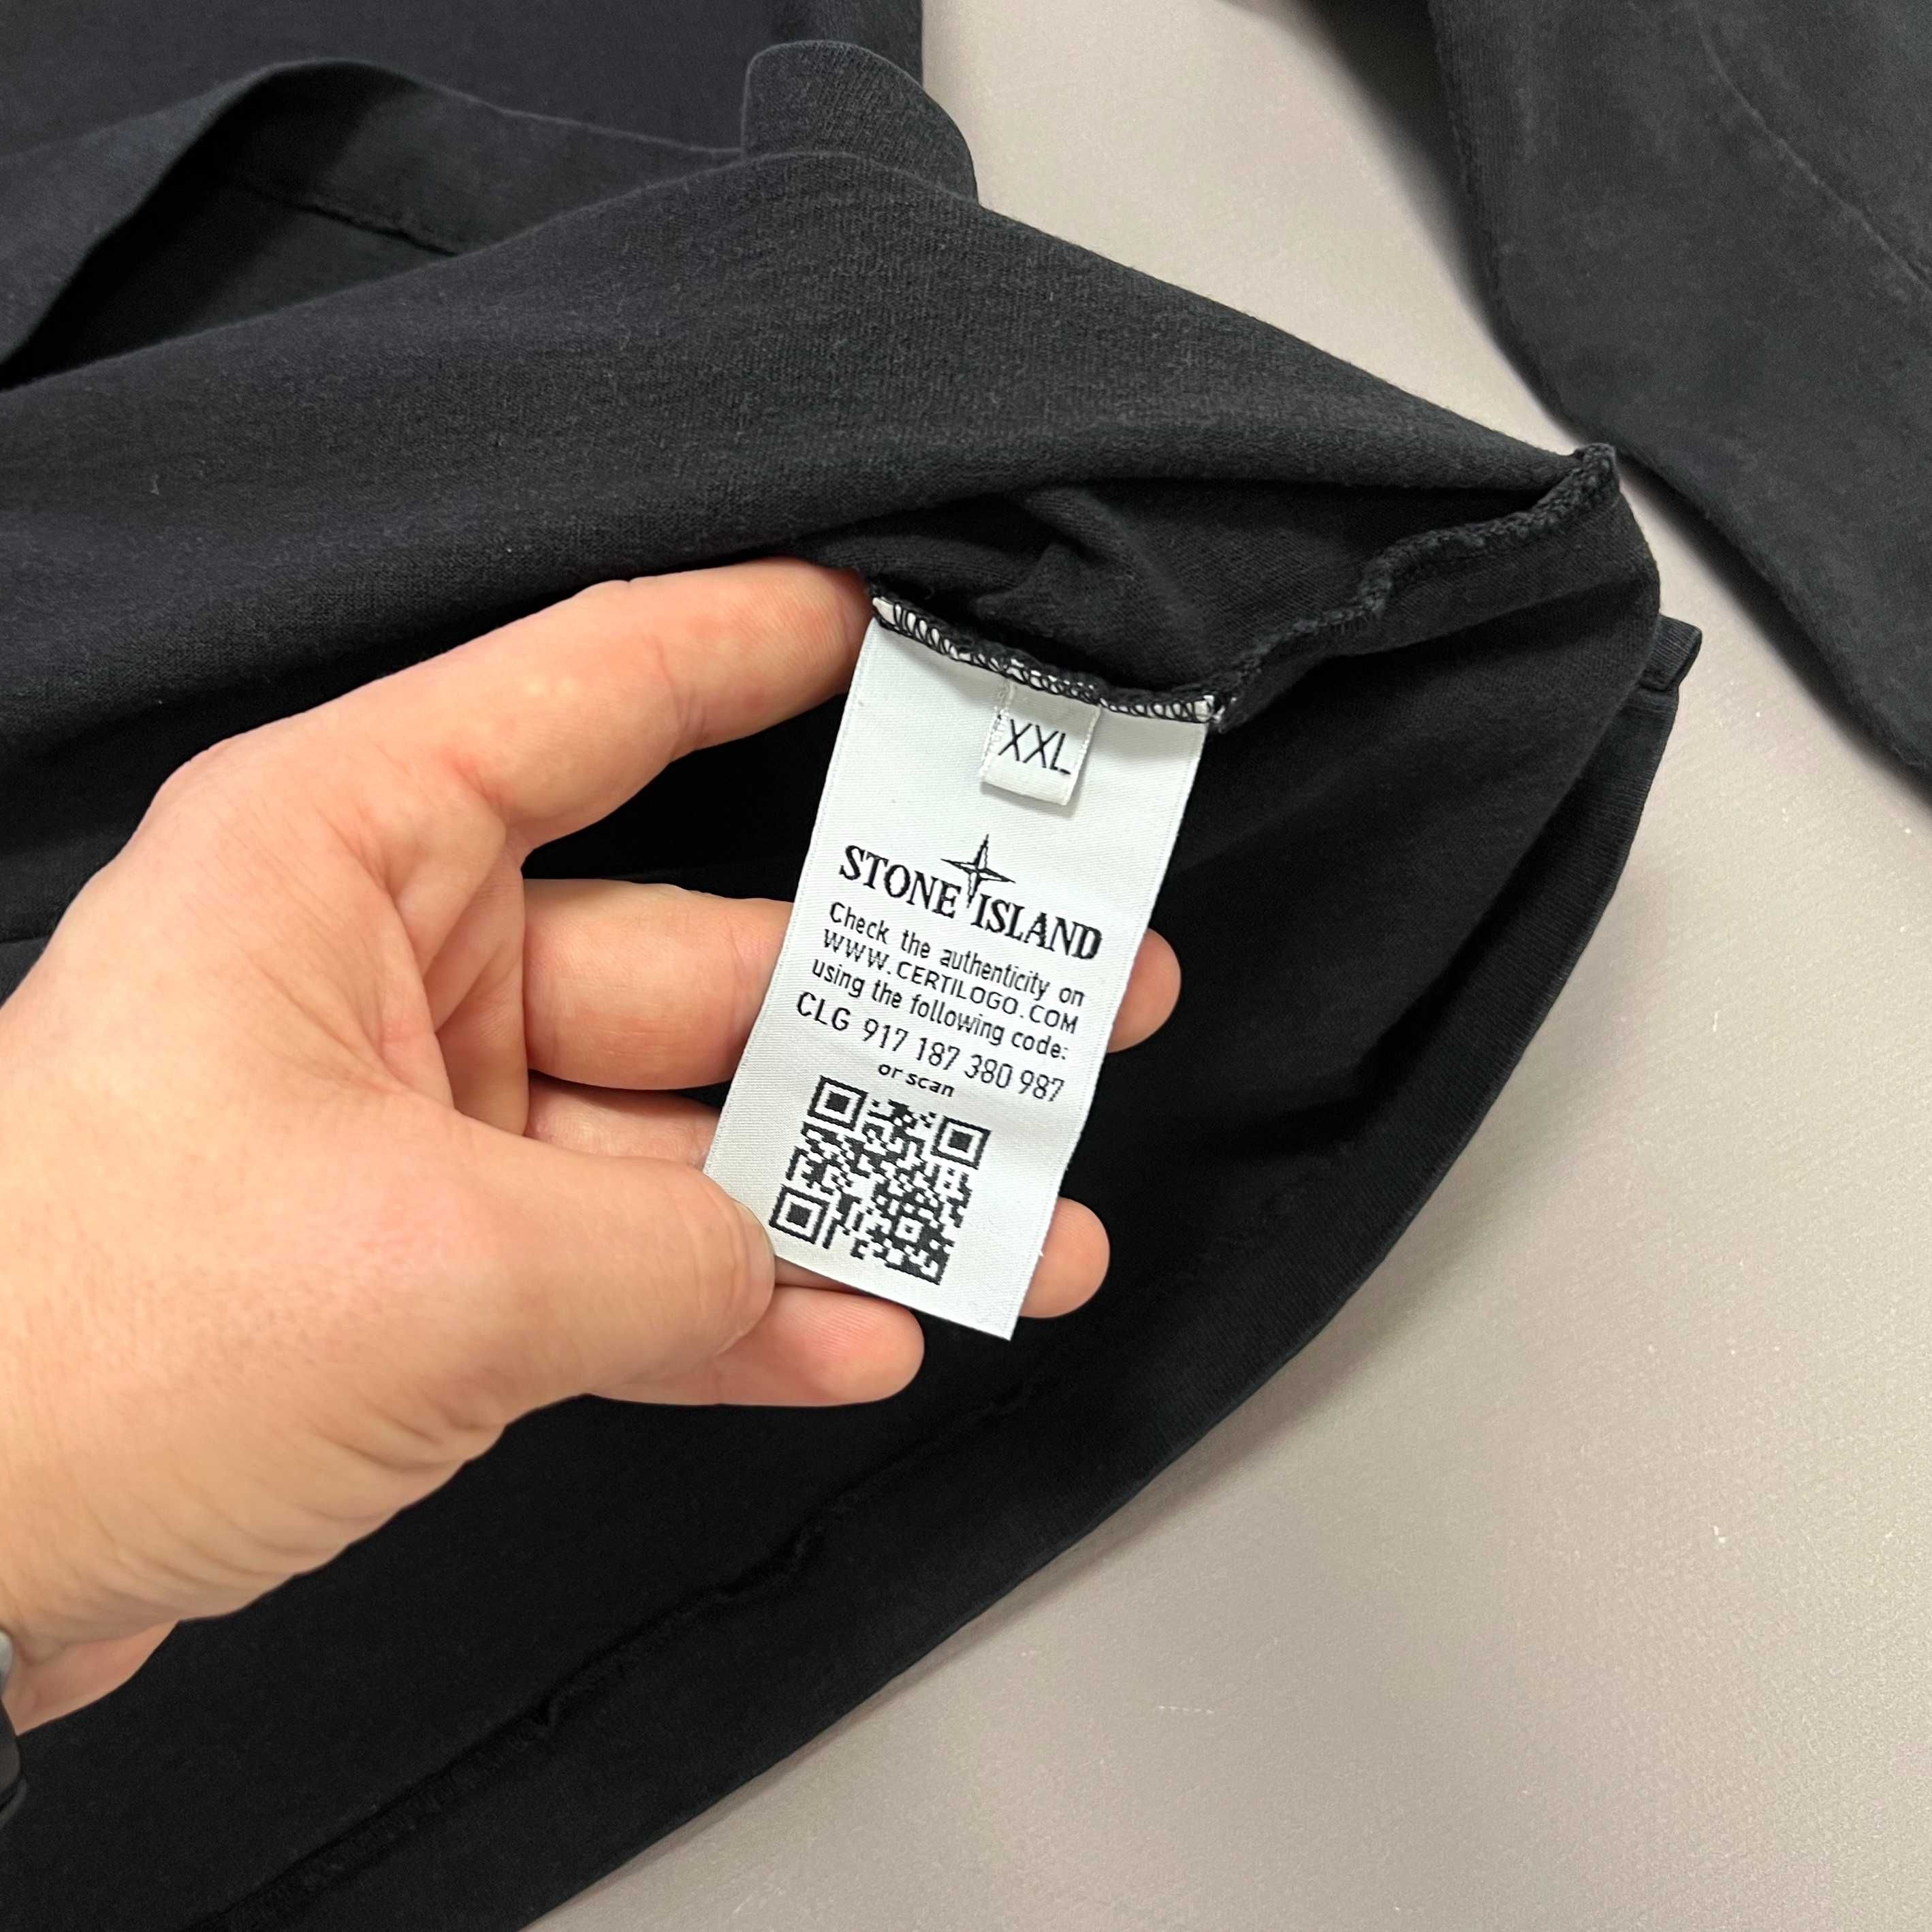 XXL
STONE ISLAND
Check the authenticity on
WWW.CERTILOGO.COM
using the following code:
CLG 917 187 380 987
or scan